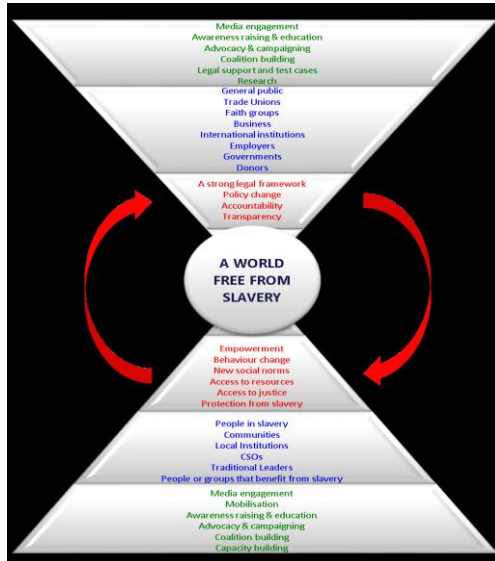 Media engagement
Awareness raising & education
Advocacy & campaigning
Coalition building
Legal support and test cases
Research
General public
Trade Unions
Faith groups
Business
International institutions
Employers
Governments
Donors
A strong legal framework
Policy change
Accountability
Transparency
A WORLD
FREE FROM
SLAVERY
Empowerment
Behaviour change
New social norms
Access to resources
Access to justice
Protection from slavery
People in slavery
Communities
Local Institutions
CSOs
Traditional Leaders
People or groups that benefit from slavery
Media engagement
Mobilisation
Awareness raising & education
Advocacy & campaigning
Coalition building
Capacity building